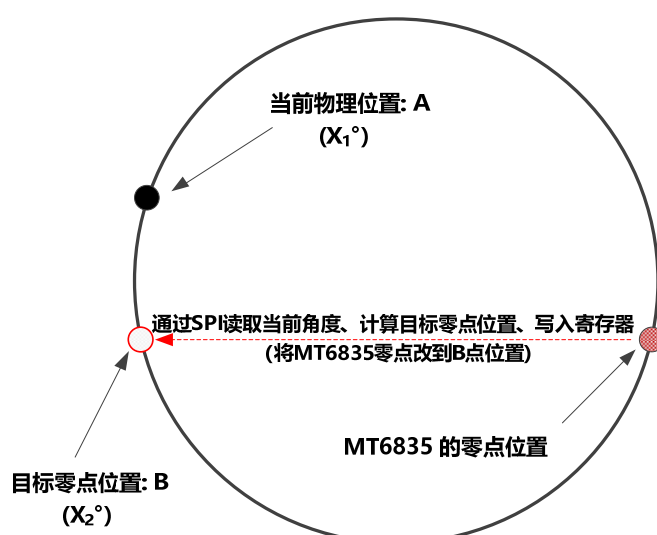 当前物理位置: A
(X₁°)
通过SPI读取当前角度、计算目标零点位置、写入寄存器
(将MT6835零点改到B点位置)
MT6835 的零点位置
目标零点位置: B
(X₂°)